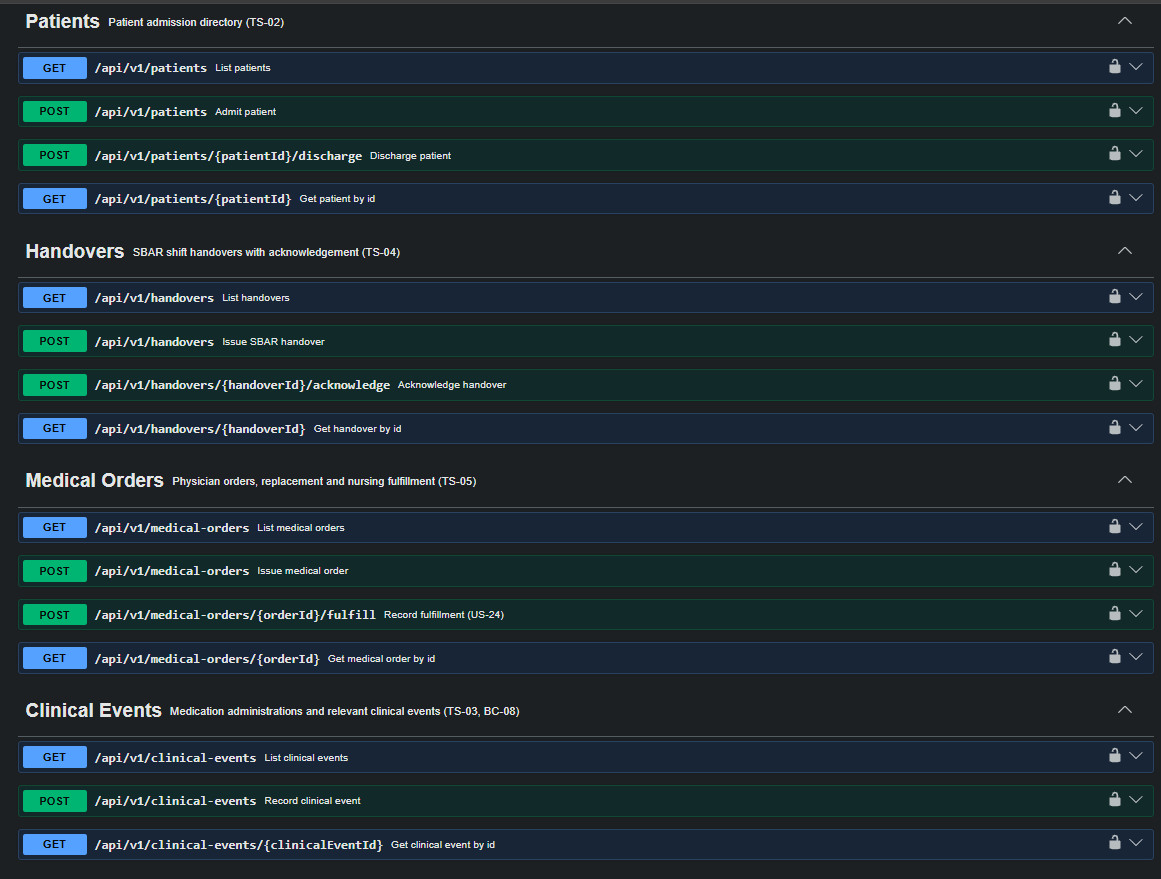 Patients Patient admission directory (TS-02)
GET /api/v1/patients List patients
POST /api/v1/patients Admit patient
POST /api/v1/patients/{patientId}/discharge Discharge patient
GET /api/v1/patients/{patientId} Get patient by id
Handovers SBAR shift handovers with acknowledgement (TS-04)
GET /api/v1/handovers List handovers
POST /api/v1/handovers Issue SBAR handover
POST /api/v1/handovers/{handoverId}/acknowledge Acknowledge handover
GET /api/v1/handovers/{handoverId} Get handover by id
Medical Orders Physician orders, replacement and nursing fulfillment (TS-05)
GET /api/v1/medical-orders List medical orders
POST /api/v1/medical-orders Issue medical order
POST /api/v1/medical-orders/{orderId}/fulfill Record fulfillment (US-24)
GET /api/v1/medical-orders/{orderId} Get medical order by id
Clinical Events Medication administrations and relevant clinical events (TS-03, BC-08)
GET /api/v1/clinical-events List clinical events
POST /api/v1/clinical-events Record clinical event
GET /api/v1/clinical-events/{clinicalEventId} Get clinical event by id